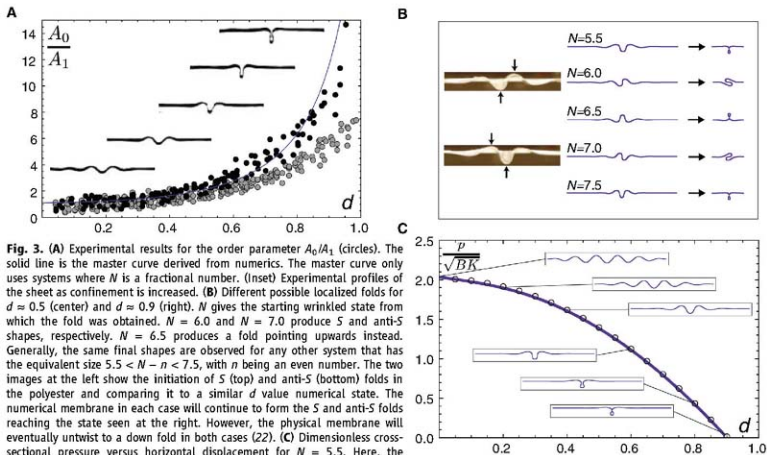 A
A₀
A₁
14
12
10
8
6
4
2
0
0.2
0.4
0.6
0.8
1.0
d
Fig. 3. (A) Experimental results for the order parameter A₀/A₁ (circles). The
solid line is the master curve derived from numerics. The master curve only
uses systems where N is a fractional number. (Inset) Experimental profiles of
the sheet as confinement is increased. (B) Different possible localized folds for
d ≈ 0.5 (center) and d ≈ 0.9 (right). N gives the starting wrinkled state from
which the fold was obtained. N = 6.0 and N = 7.0 produce S and anti-S
shapes, respectively. N = 6.5 produces a fold pointing upwards instead.
Generally, the same final shapes are observed for any other system that has
the equivalent size 5.5 < N − n < 7.5, with n being an even number. The two
images at the left show the initiation of S (top) and anti-S (bottom) folds in
the polyester and comparing it to a similar d value numerical state. The
numerical membrane in each case will continue to form the S and anti-S folds
reaching the state seen at the right. However, the physical membrane will
eventually untwist to a down fold in both cases (22). (C) Dimensionless cross-
sectional pressure versus horizontal displacement for N = 5.5. Here, the
B
N=5.5
N=6.0
N=6.5
N=7.0
N=7.5
C
p
√BK
2.5
2.0
1.5
1.0
0.5
0.0
0.2
0.4
0.6
0.8
1.0
d